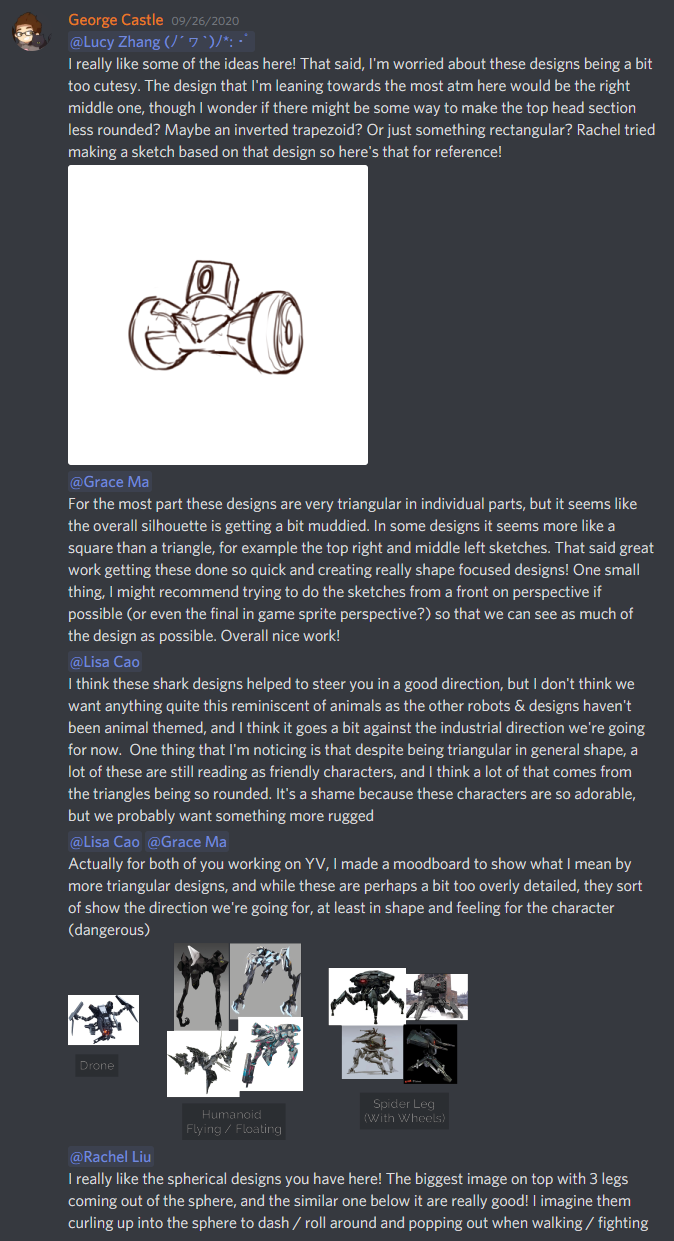 George Castle 09/26/2020
@Lucy Zhang (/´ヮ`)/*: ･ﾟ
I really like some of the ideas here! That said, I'm worried about these designs being a bit
too cutesy. The design that I'm leaning towards the most atm here would be the right
middle one, though I wonder if there might be some way to make the top head section
less rounded? Maybe an inverted trapezoid? Or just something rectangular? Rachel tried
making a sketch based on that design so here's that for reference!
@Grace Ma
For the most part these designs are very triangular in individual parts, but it seems like
the overall silhouette is getting a bit muddied. In some designs it seems more like a
square than a triangle, for example the top right and middle left sketches. That said great
work getting these done so quick and creating really shape focused designs! One small
thing, I might recommend trying to do the sketches from a front on perspective if
possible (or even the final in game sprite perspective?) so that we can see as much of
the design as possible. Overall nice work!
@Lisa Cao
I think these shark designs helped to steer you in a good direction, but I don't think we
want anything quite this reminiscent of animals as the other robots & designs haven't
been animal themed, and I think it goes a bit against the industrial direction we're going
for now.  One thing that I'm noticing is that despite being triangular in general shape, a
lot of these are still reading as friendly characters, and I think a lot of that comes from
the triangles being so rounded. It's a shame because these characters are so adorable,
but we probably want something more rugged
@Lisa Cao @Grace Ma
Actually for both of you working on YV, I made a moodboard to show what I mean by
more triangular designs, and while these are perhaps a bit too overly detailed, they sort
of show the direction we're going for, at least in shape and feeling for the character
(dangerous)
Drone
Humanoid
Flying / Floating
Spider Leg
(With Wheels)
@Rachel Liu
I really like the spherical designs you have here! The biggest image on top with 3 legs
coming out of the sphere, and the similar one below it are really good! I imagine them
curling up into the sphere to dash / roll around and popping out when walking / fighting